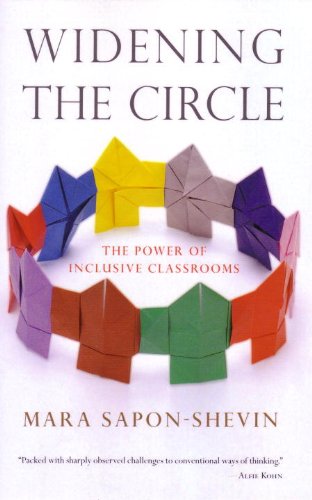 WIDENING
THE CIRCLE
THE POWER OF
INCLUSIVE CLASSROOMS
MARA SAPON-SHEVIN
“Packed with sharply observed challenges to conventional ways of thinking.”
—ALFIE KOHN